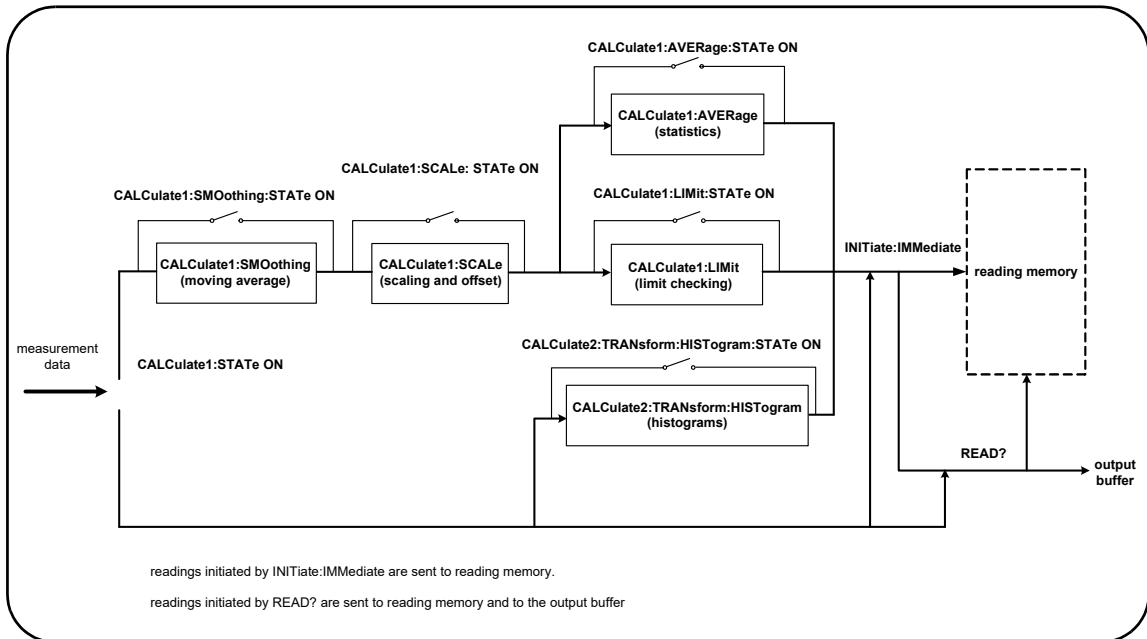 CALCulate1:AVERage:STATe ON
CALCulate1:AVERage
(statistics)
CALCulate1:SCALe: STATe ON
CALCulate1:SMOothing:STATe ON
CALCulate1:LIMit:STATe ON
CALCulate1:SMOothing
(moving average)
CALCulate1:SCALe
(scaling and offset)
CALCulate1:LIMit
(limit checking)
INITiate:IMMediate
reading memory
measurement
data
CALCulate1:STATe ON
CALCulate2:TRANsform:HISTogram:STATe ON
CALCulate2:TRANsform:HISTogram
(histograms)
READ?
output
buffer
readings initiated by INITiate:IMMediate are sent to reading memory.
readings initiated by READ? are sent to reading memory and to the output buffer